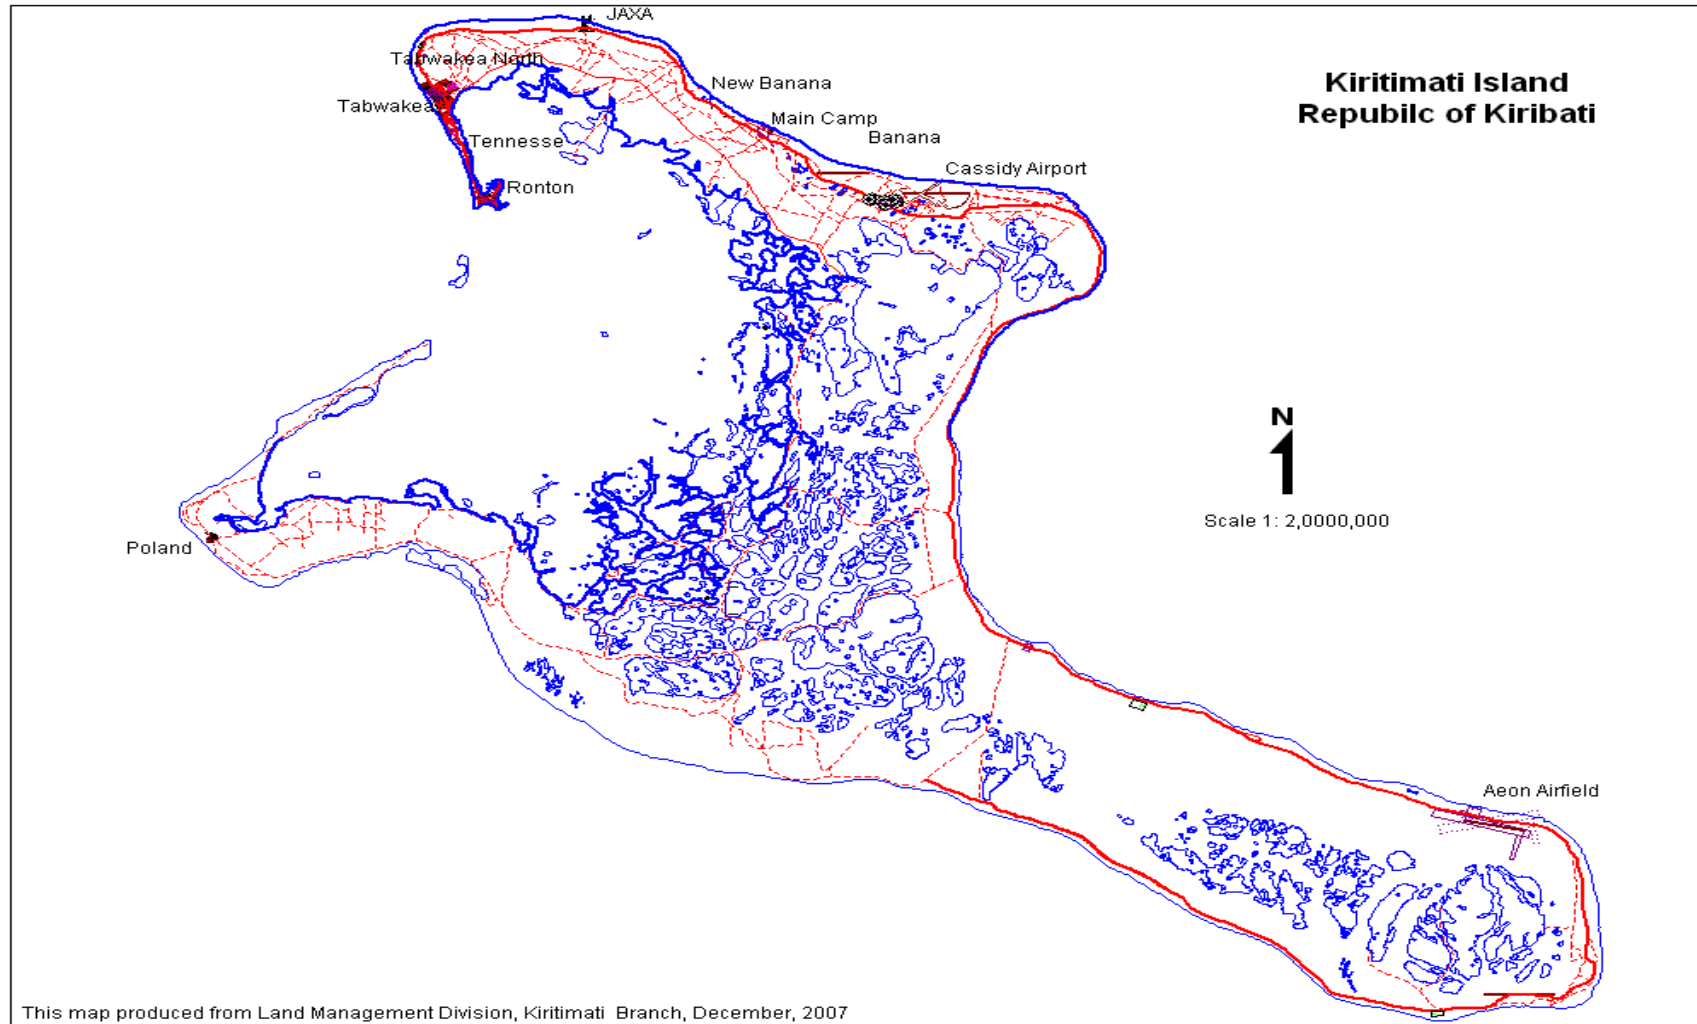 JAXA
Tabwakea North
Kiritimati Island
Republic of Kiribati
New Banana
Tabwakea
Main Camp
Banana
Tennesse
Cassidy Airport
Ronton
N
Scale 1: 2,0000,000
Poland
Aeon Airfield
This map produced from Land Management Division, Kiritimati Branch, December, 2007